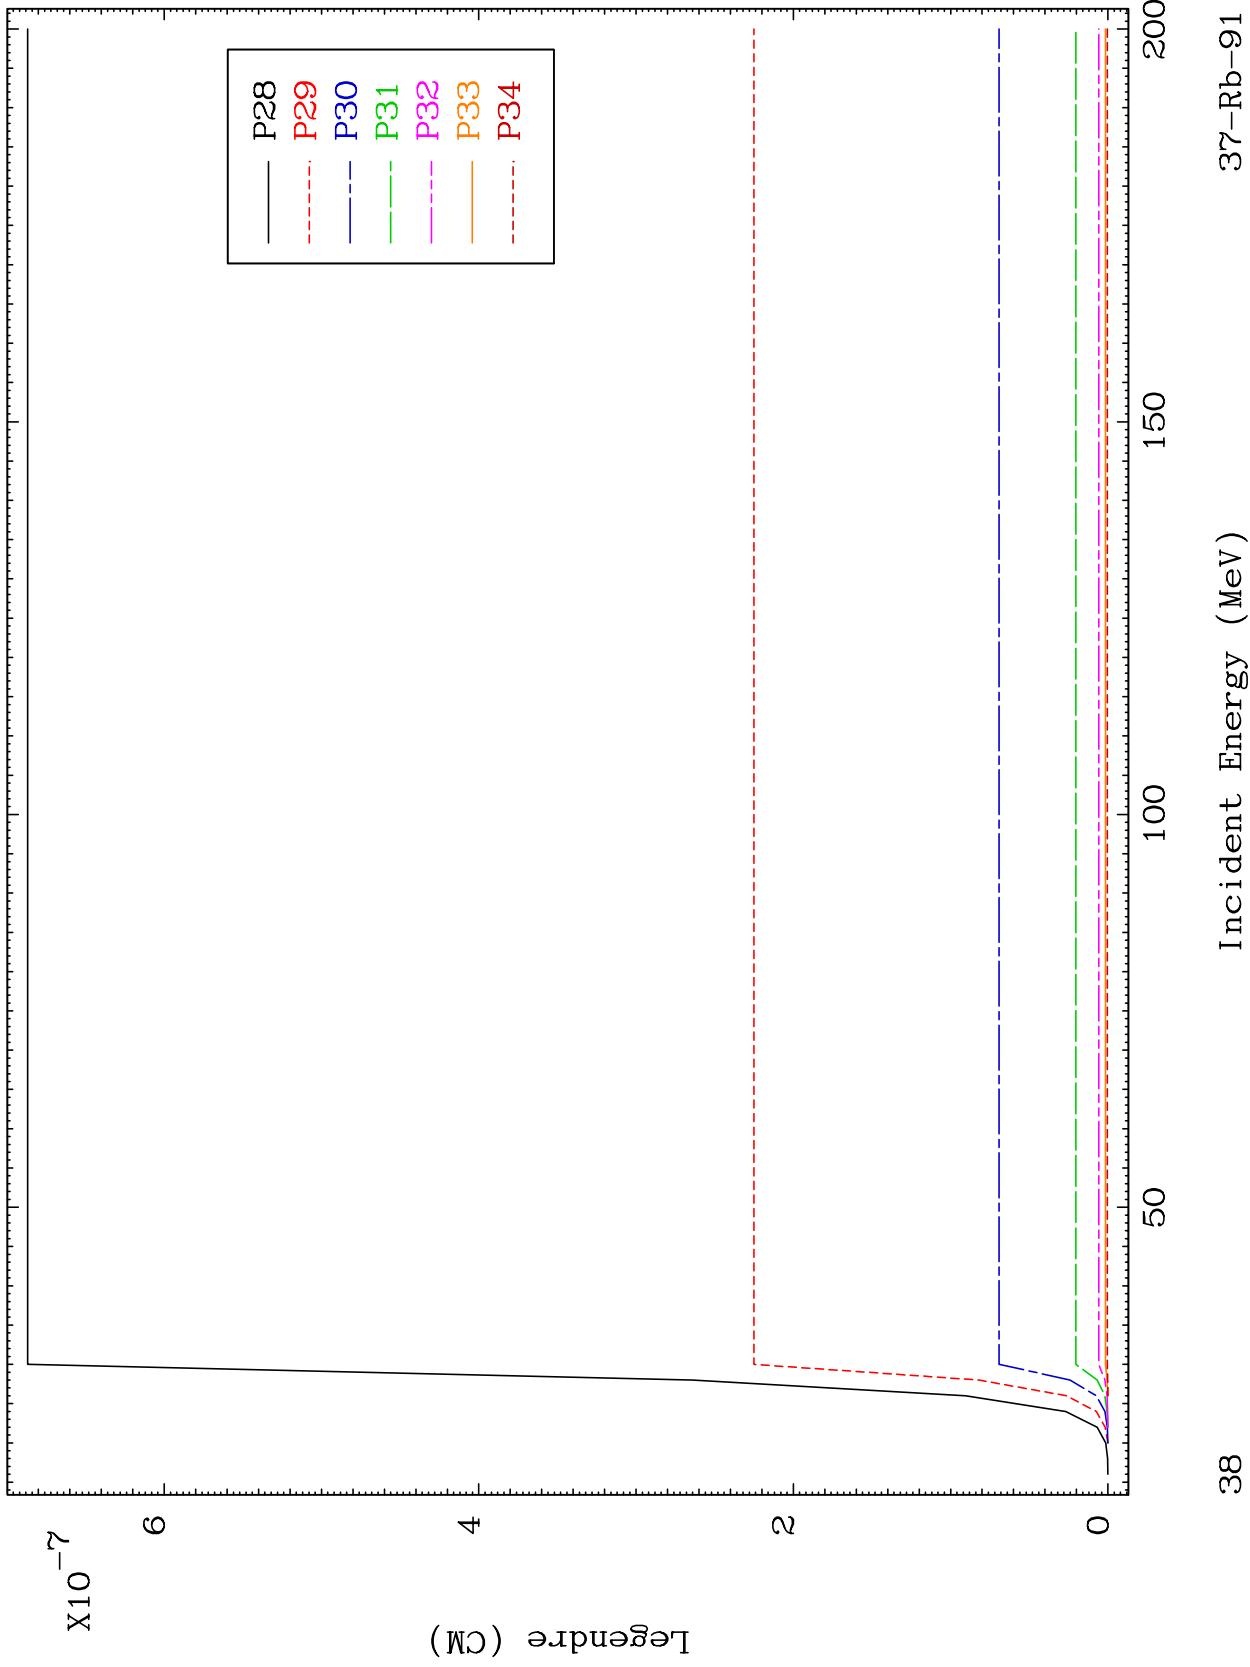 X10
-7
6
4
2
0
Legendre (CM)
P28
P29
P30
P31
P32
P33
P34
50
100
150
200
38
Incident Energy (MeV)
37-Rb-91